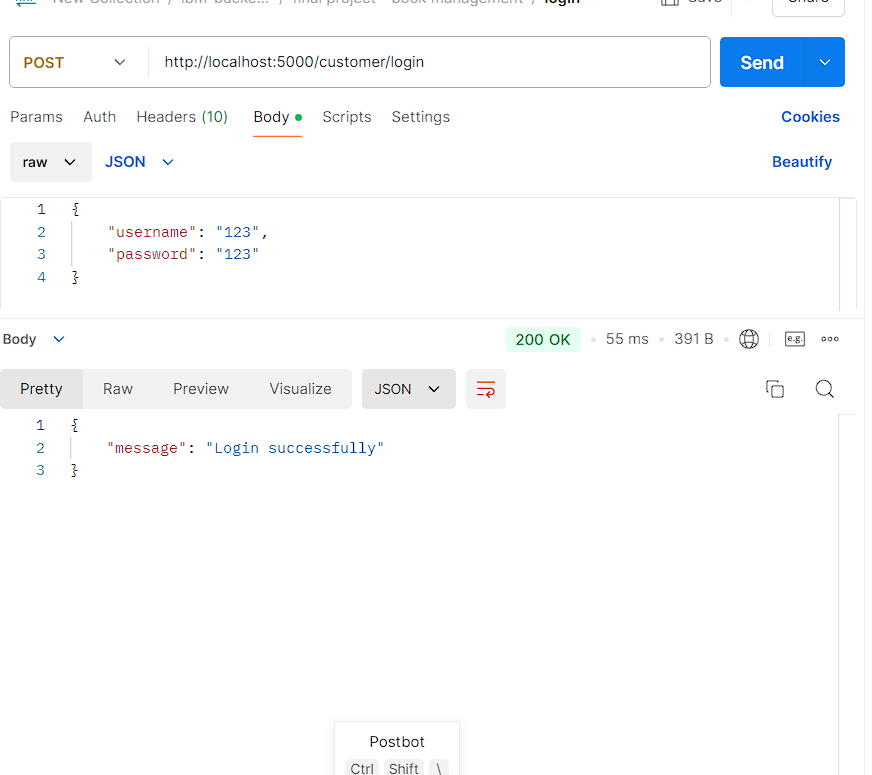 New Collection / ibm-backe... / final project - book management / login Save Share
POST http://localhost:5000/customer/login Send
Params Auth Headers (10) Body Scripts Settings Cookies
raw JSON Beautify
1 {
2 "username": "123",
3 "password": "123"
4 }
Body 200 OK 55 ms 391 B e.g.
Pretty Raw Preview Visualize JSON
1 {
2 "message": "Login successfully"
3 }
Postbot
Ctrl Shift \